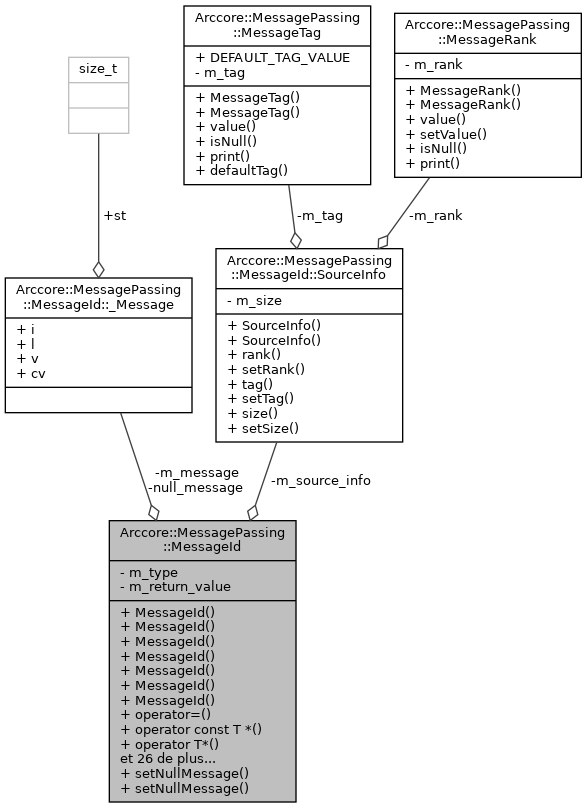 Arccore::MessagePassing
::MessageTag
+ DEFAULT_TAG_VALUE
- m_tag
+ MessageTag()
+ MessageTag()
+ value()
+ isNull()
+ print()
+ defaultTag()
Arccore::MessagePassing
::MessageRank
- m_rank
+ MessageRank()
+ MessageRank()
+ value()
+ setValue()
+ isNull()
+ print()
size_t
+st
-m_tag
-m_rank
Arccore::MessagePassing
::MessageId::_Message
+ i
+ l
+ v
+ cv
Arccore::MessagePassing
::MessageId::SourceInfo
- m_size
+ SourceInfo()
+ SourceInfo()
+ rank()
+ setRank()
+ tag()
+ setTag()
+ size()
+ setSize()
-m_message
-null_message
-m_source_info
Arccore::MessagePassing
::MessageId
- m_type
- m_return_value
+ MessageId()
+ MessageId()
+ MessageId()
+ MessageId()
+ MessageId()
+ MessageId()
+ MessageId()
+ operator=()
+ operator const T *()
+ operator T*()
et 26 de plus...
+ setNullMessage()
+ setNullMessage()